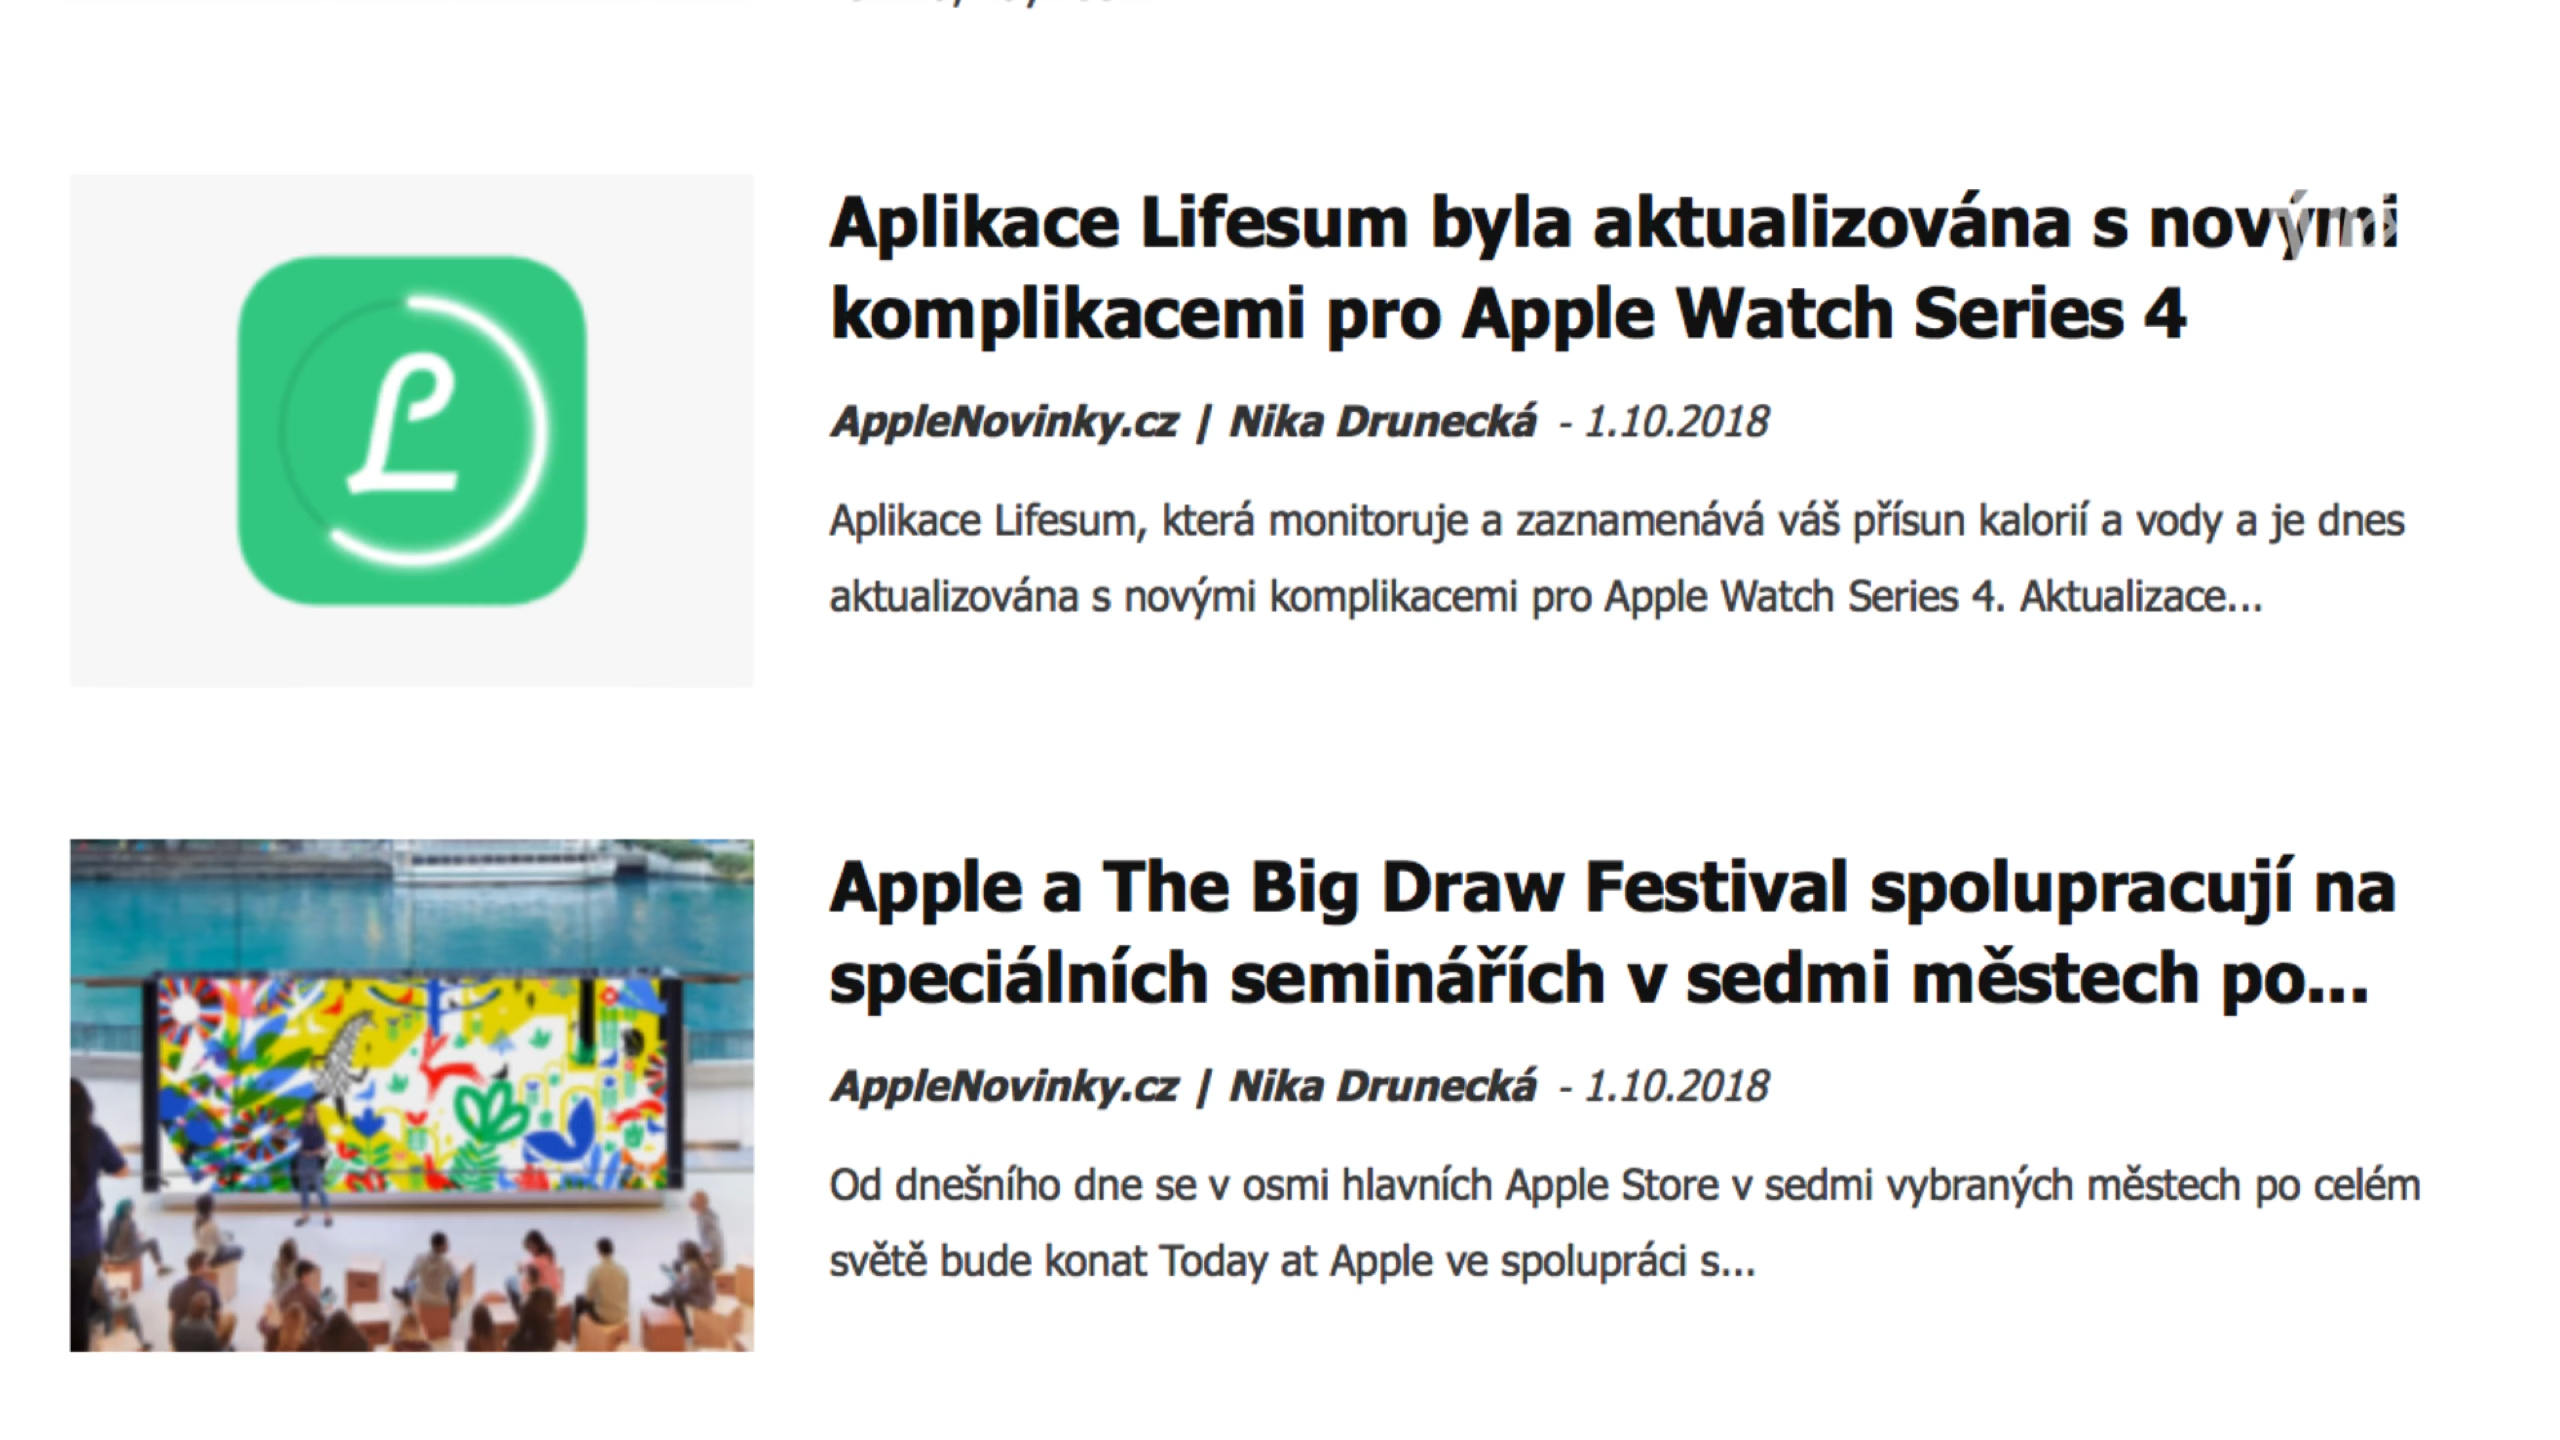 Aplikace Lifesum byla aktualizována s novými
komplikacemi pro Apple Watch Series 4
AppleNovinky.cz | Nika Drunecká - 1.10.2018
Aplikace Lifesum, která monitoruje a zaznamenává váš přísun kalorií a vody a je dnes
aktualizována s novými komplikacemi pro Apple Watch Series 4. Aktualizace...
Apple a The Big Draw Festival spolupracují na
speciálních seminářích v sedmi městech po...
AppleNovinky.cz | Nika Drunecká - 1.10.2018
Od dnešního dne se v osmi hlavních Apple Store v sedmi vybraných městech po celém
světě bude konat Today at Apple ve spolupráci s...